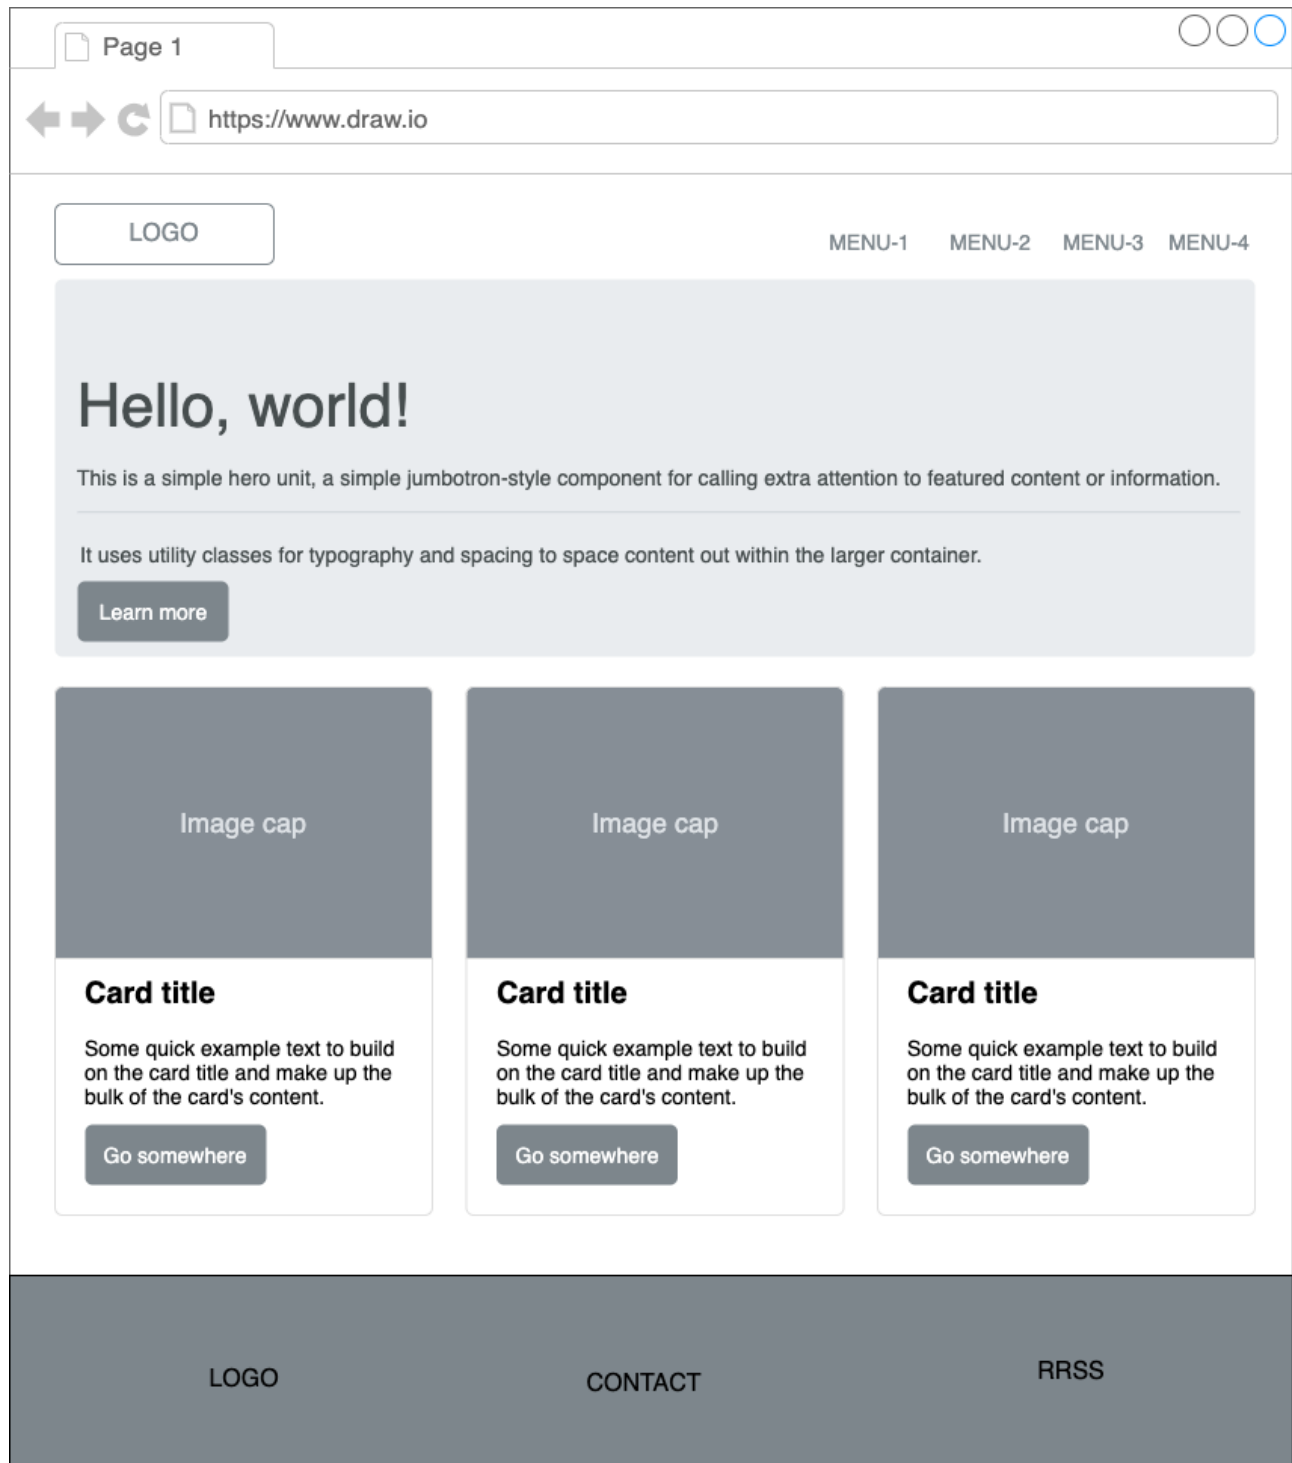 Page 1
https://www.draw.io
LOGO
MENU-1
MENU-2
MENU-3
MENU-4
Hello, world!
This is a simple hero unit, a simple jumbotron-style component for calling extra attention to featured content or information.
It uses utility classes for typography and spacing to space content out within the larger container.
Learn more
Image cap
Card title
Some quick example text to build
on the card title and make up the
bulk of the card's content.
Go somewhere
Image cap
Card title
Some quick example text to build
on the card title and make up the
bulk of the card's content.
Go somewhere
Image cap
Card title
Some quick example text to build
on the card title and make up the
bulk of the card's content.
Go somewhere
LOGO
CONTACT
RRSS